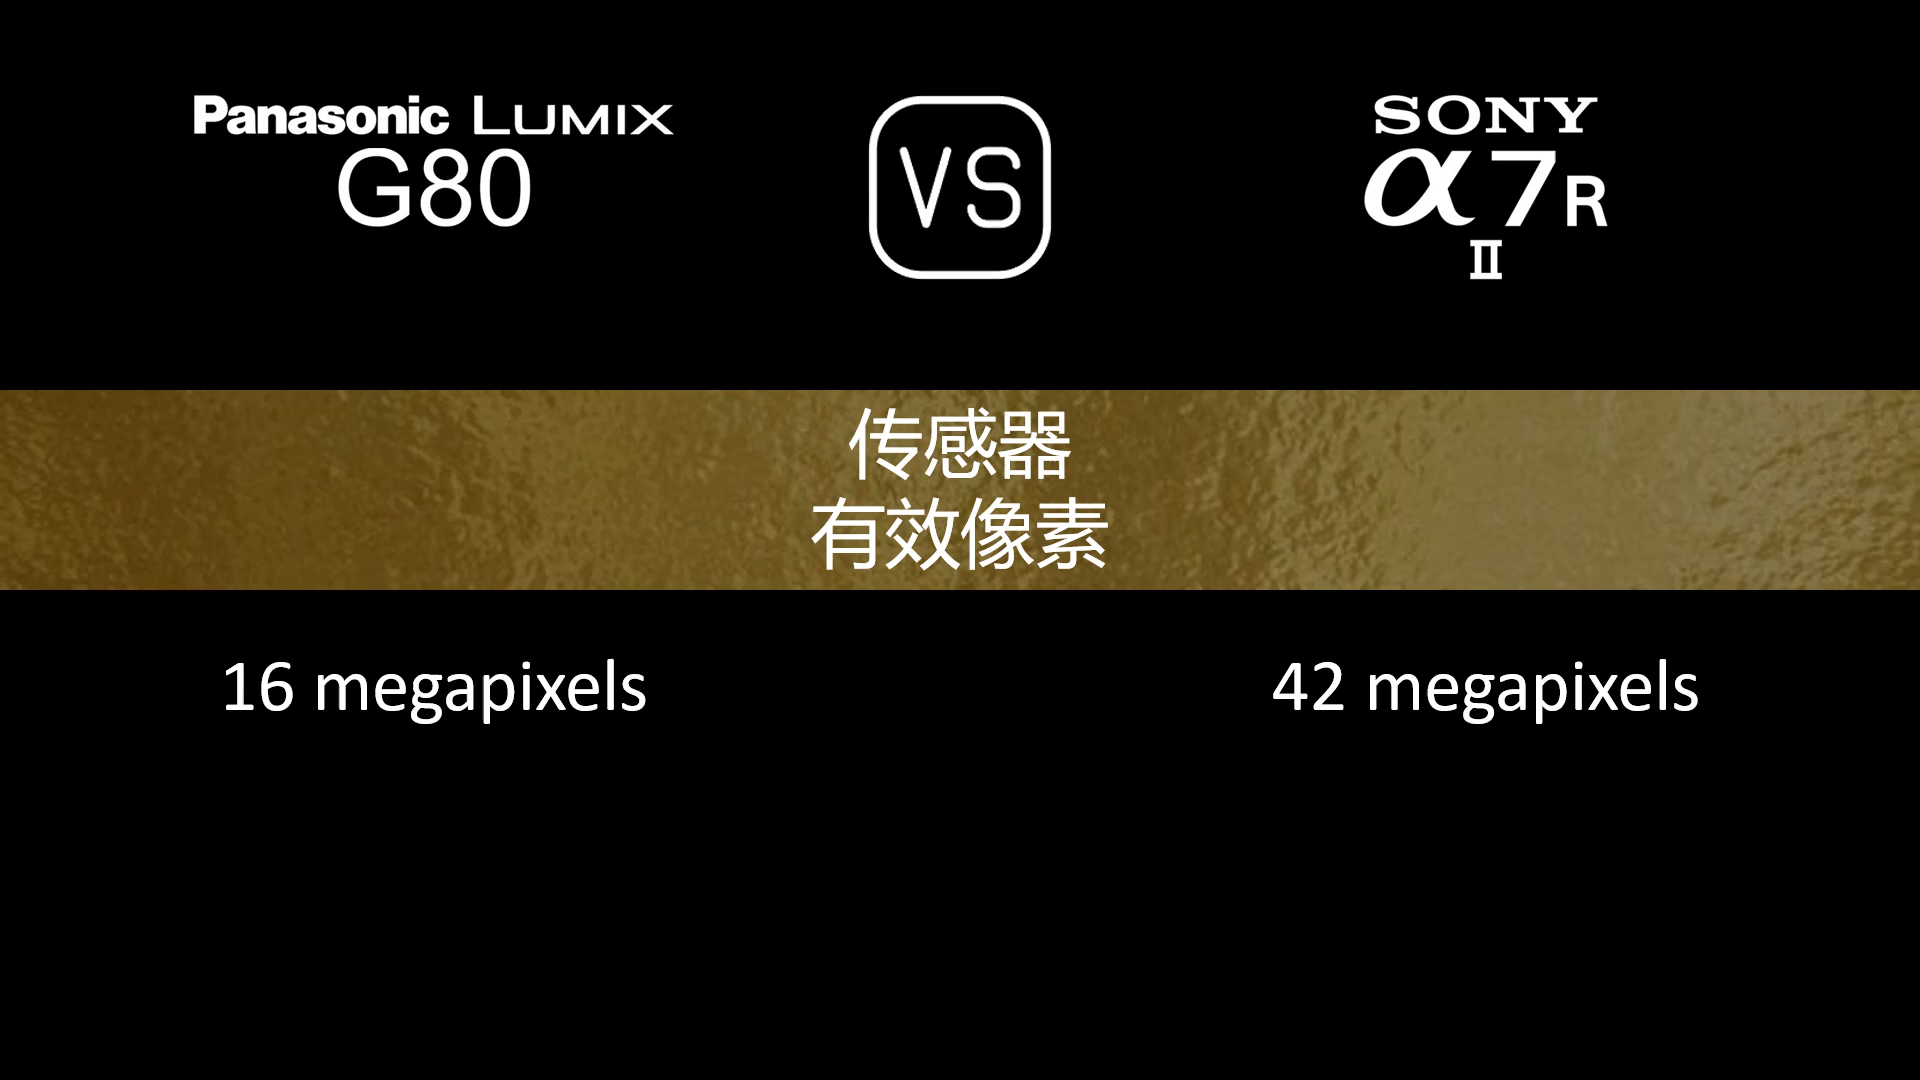 Panasonic LUMIX
G80
VS
SONY
α7R
II
传感器
有效像素
16 megapixels
42 megapixels